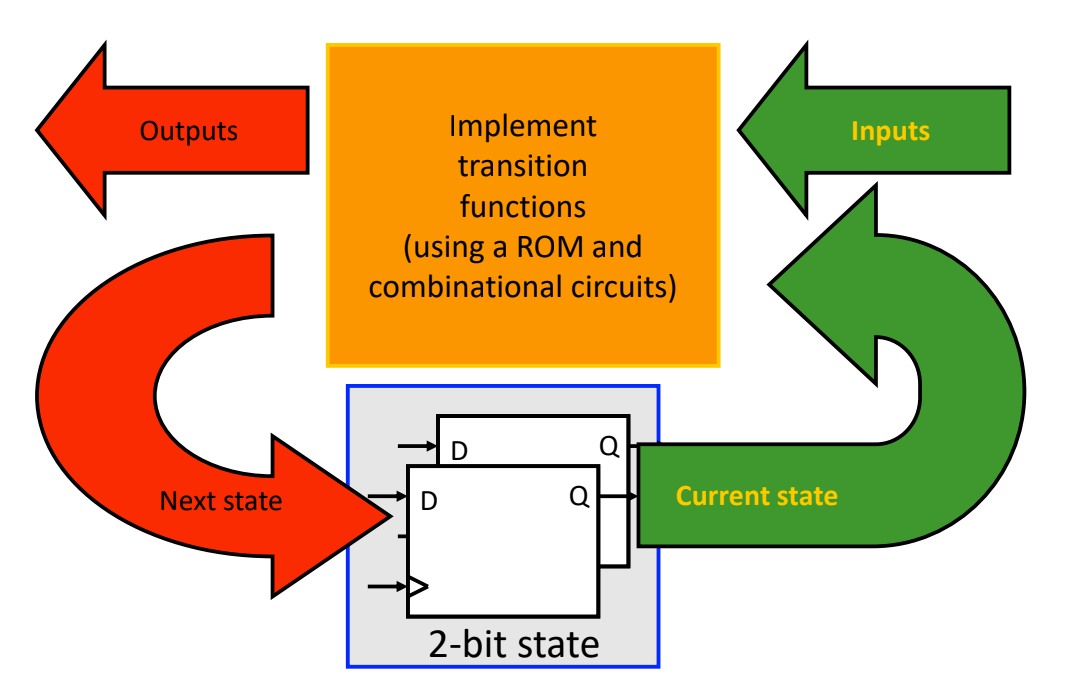 Outputs
Implement
transition
functions
(using a ROM and
combinational circuits)
Inputs
D
Q
D
Q
Next state
Current state
2-bit state